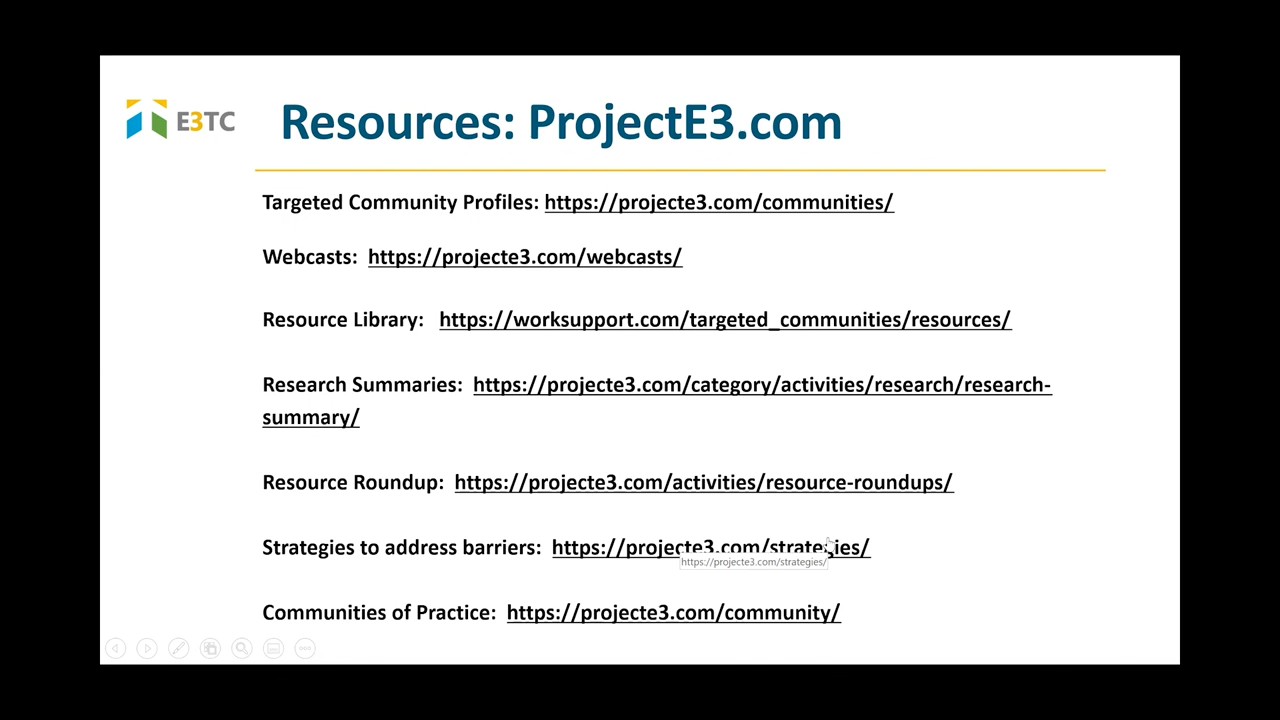 E3TC
Resources: ProjectE3.com
Targeted Community Profiles: https://projecte3.com/communities/
Webcasts: https://projecte3.com/webcasts/
Resource Library: https://worksupport.com/targeted_communities/resources/
Research Summaries: https://projecte3.com/category/activities/research/research-
summary/
Resource Roundup: https://projecte3.com/activities/resource-roundups/
Strategies to address barriers: https://projecte3.com/strategies/
https://projecte3.com/strategies/
Communities of Practice: https://projecte3.com/community/